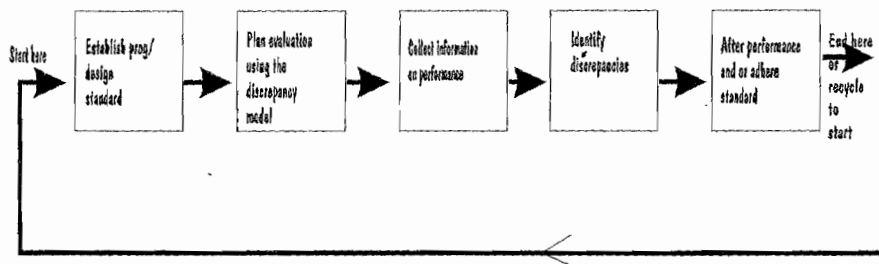 Start here
Establish prog/
design
standard
Plan evaluation
using the
discrepancy
model
Collect information
on performance
Identify
discrepancies
After performance
and or adhere
standard
End here
or
recycle
to
start